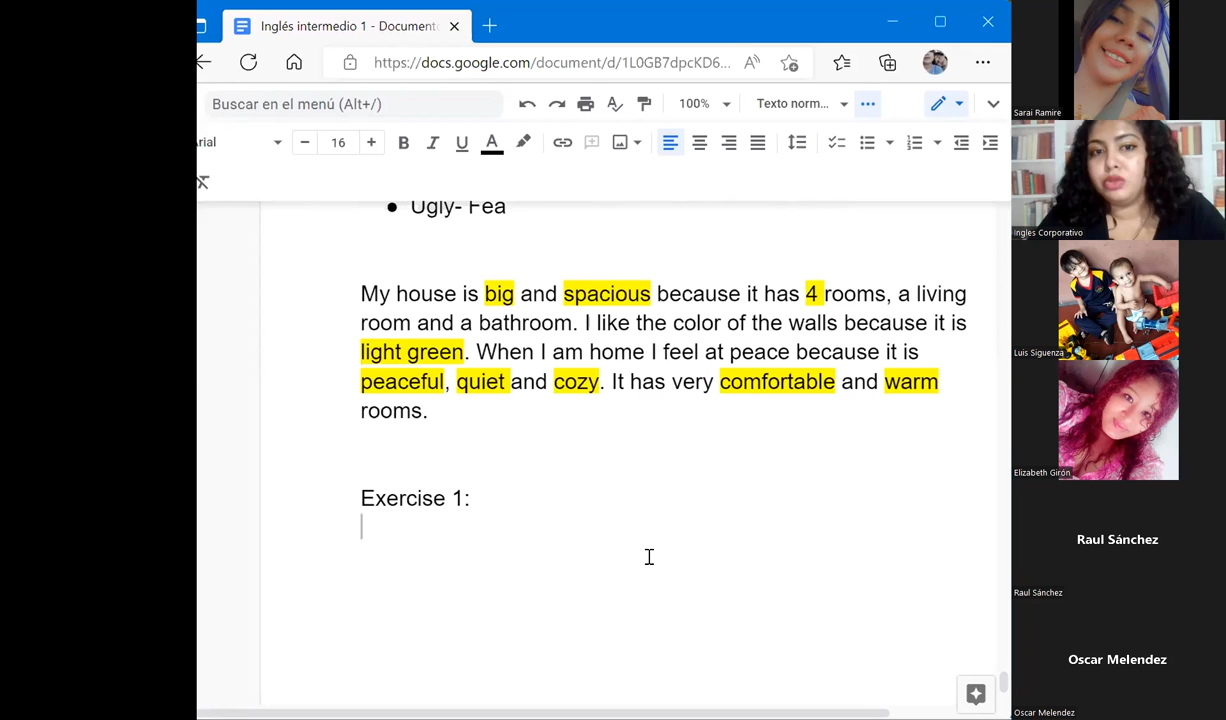 Inglés intermedio 1 - Document
https://docs.google.com/document/d/1L0GB7dpcKD6...
Buscar en el menú (Alt+/)
100%
Texto norm...
rial
16
Sarai Ramire
Ingles Corporativo
Luis Siguenza
Elizabeth Girón
Raul Sánchez
Raul Sánchez
Oscar Melendez
Oscar Melendez
● Ugly- Fea
My house is big and spacious because it has 4 rooms, a living
room and a bathroom. I like the color of the walls because it is
light green. When I am home I feel at peace because it is
peaceful, quiet and cozy. It has very comfortable and warm
rooms.
Exercise 1: